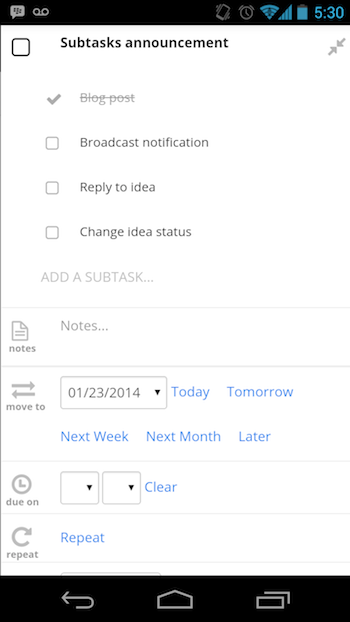 5:30
Subtasks announcement
Blog post
Broadcast notification
Reply to idea
Change idea status
ADD A SUBTASK...
notes
Notes...
move to
01/23/2014
Today
Tomorrow
Next Week
Next Month
Later
due on
Clear
repeat
Repeat